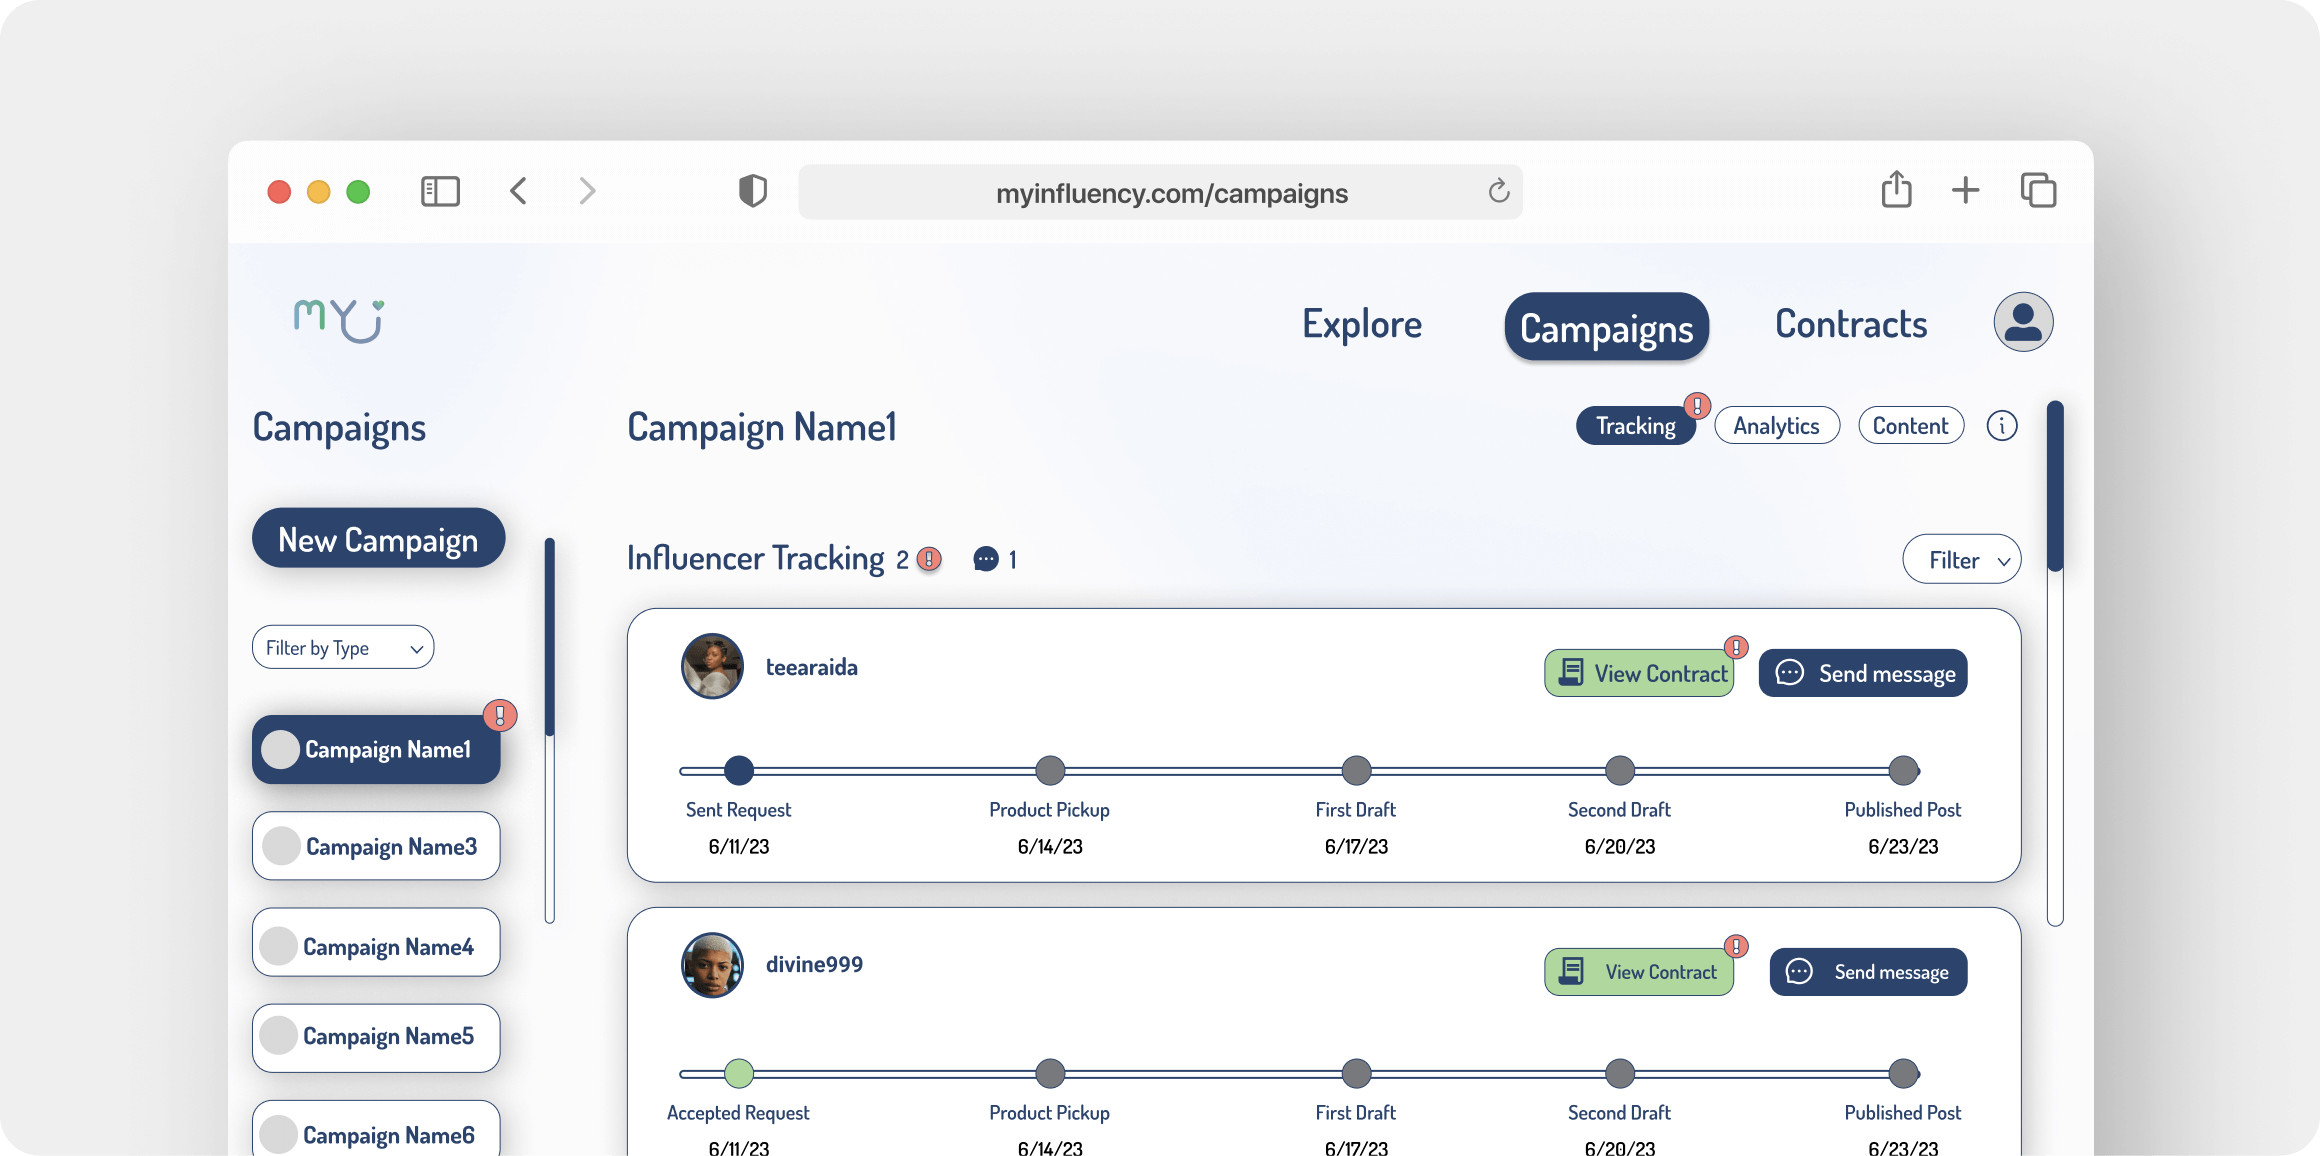 myinfluency.com/campaigns
myu
Explore
Campaigns
Contracts
Campaigns
Campaign Name1
Tracking
!
Analytics
Content
i
New Campaign
Influencer Tracking 2 ! 1
Filter
Filter by Type
teearaida
View Contract
!
Send message
!
Campaign Name1
Sent Request
Product Pickup
First Draft
Second Draft
Published Post
6/11/23
6/14/23
6/17/23
6/20/23
6/23/23
Campaign Name3
Campaign Name4
Campaign Name5
Campaign Name6
divine999
View Contract
!
Send message
Accepted Request
Product Pickup
First Draft
Second Draft
Published Post
6/11/23
6/14/23
6/17/23
6/20/23
6/23/23